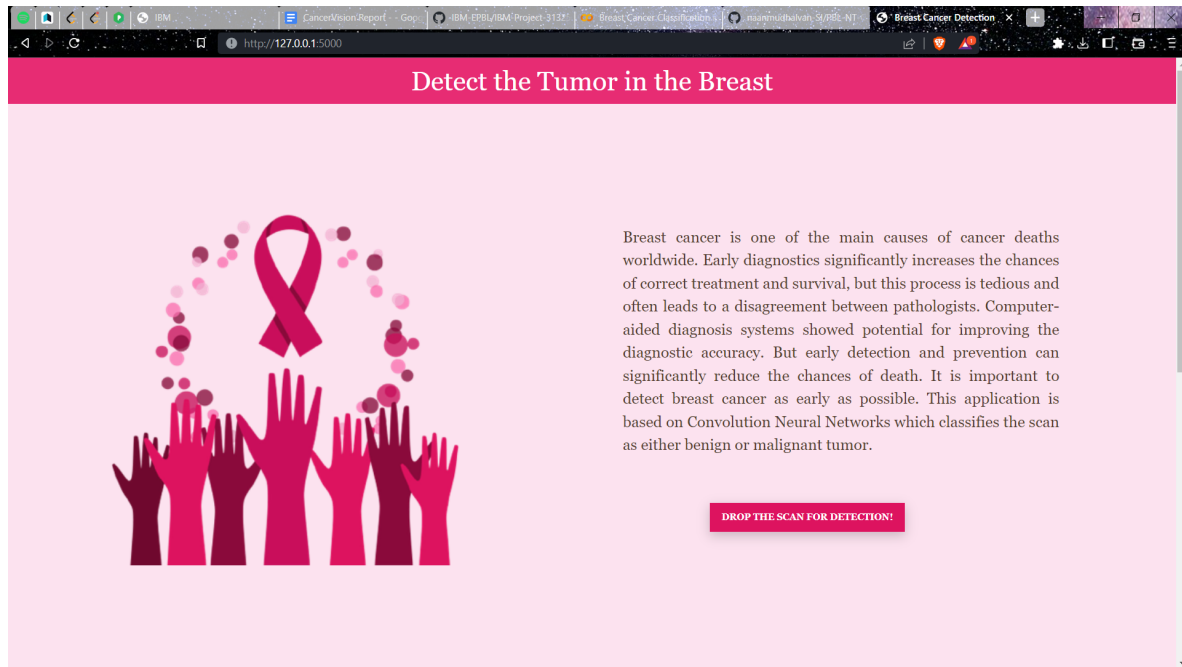 IBM
CancerVision Report - - Gop
IBM-EPBL/IBM-Project-3132
Breast Cancer Classification
naanmudhalvan_SI/PBL-NT
Breast Cancer Detection
http://127.0.0.1:5000
Detect the Tumor in the Breast
Breast cancer is one of the main causes of cancer deaths
worldwide. Early diagnostics significantly increases the chances
of correct treatment and survival, but this process is tedious and
often leads to a disagreement between pathologists. Computer-
aided diagnosis systems showed potential for improving the
diagnostic accuracy. But early detection and prevention can
significantly reduce the chances of death. It is important to
detect breast cancer as early as possible. This application is
based on Convolution Neural Networks which classifies the scan
as either benign or malignant tumor.
DROP THE SCAN FOR DETECTION!